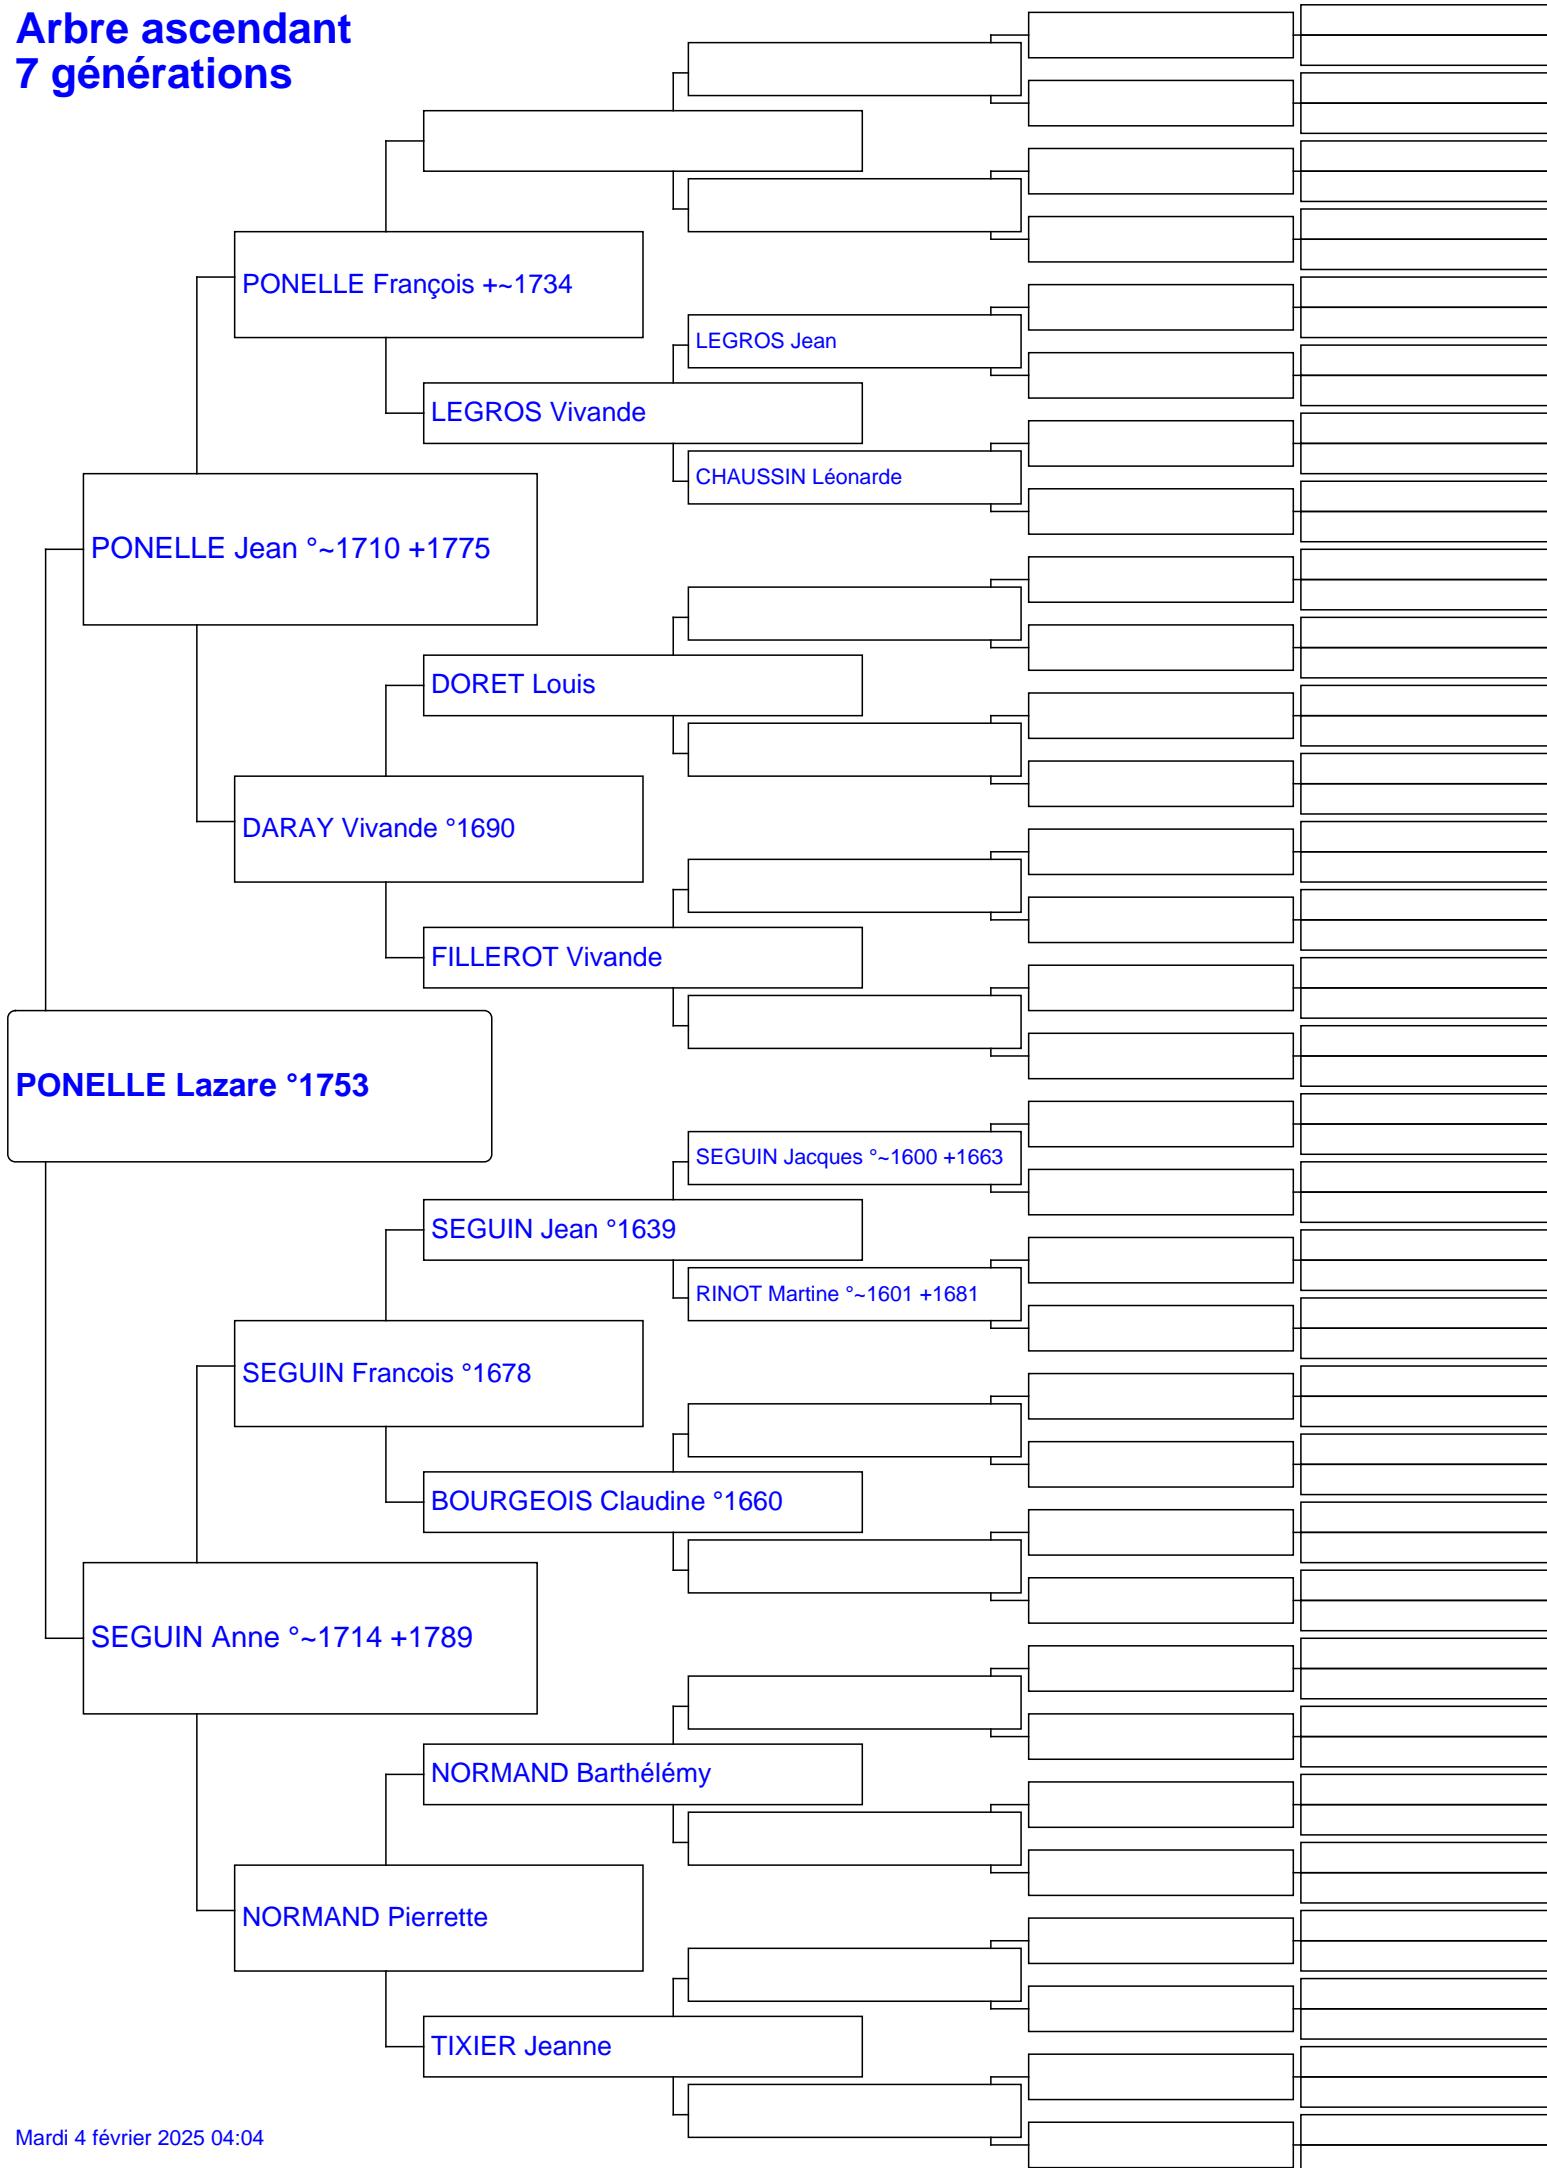 Arbre ascendant
7 générations
PONELLE François +~1734
LEGROS Jean
LEGROS Vivande
CHAUSSIN Léonarde
PONELLE Jean °~1710 +1775
DORET Louis
DARAY Vivande °1690
FILLEROT Vivande
PONELLE Lazare °1753
SEGUIN Jacques °~1600 +1663
SEGUIN Jean °1639
RINOT Martine °~1601 +1681
SEGUIN Francois °1678
BOURGEOIS Claudine °1660
SEGUIN Anne °~1714 +1789
NORMAND Barthélémy
NORMAND Pierrette
TIXIER Jeanne
Mardi 4 février 2025 04:04